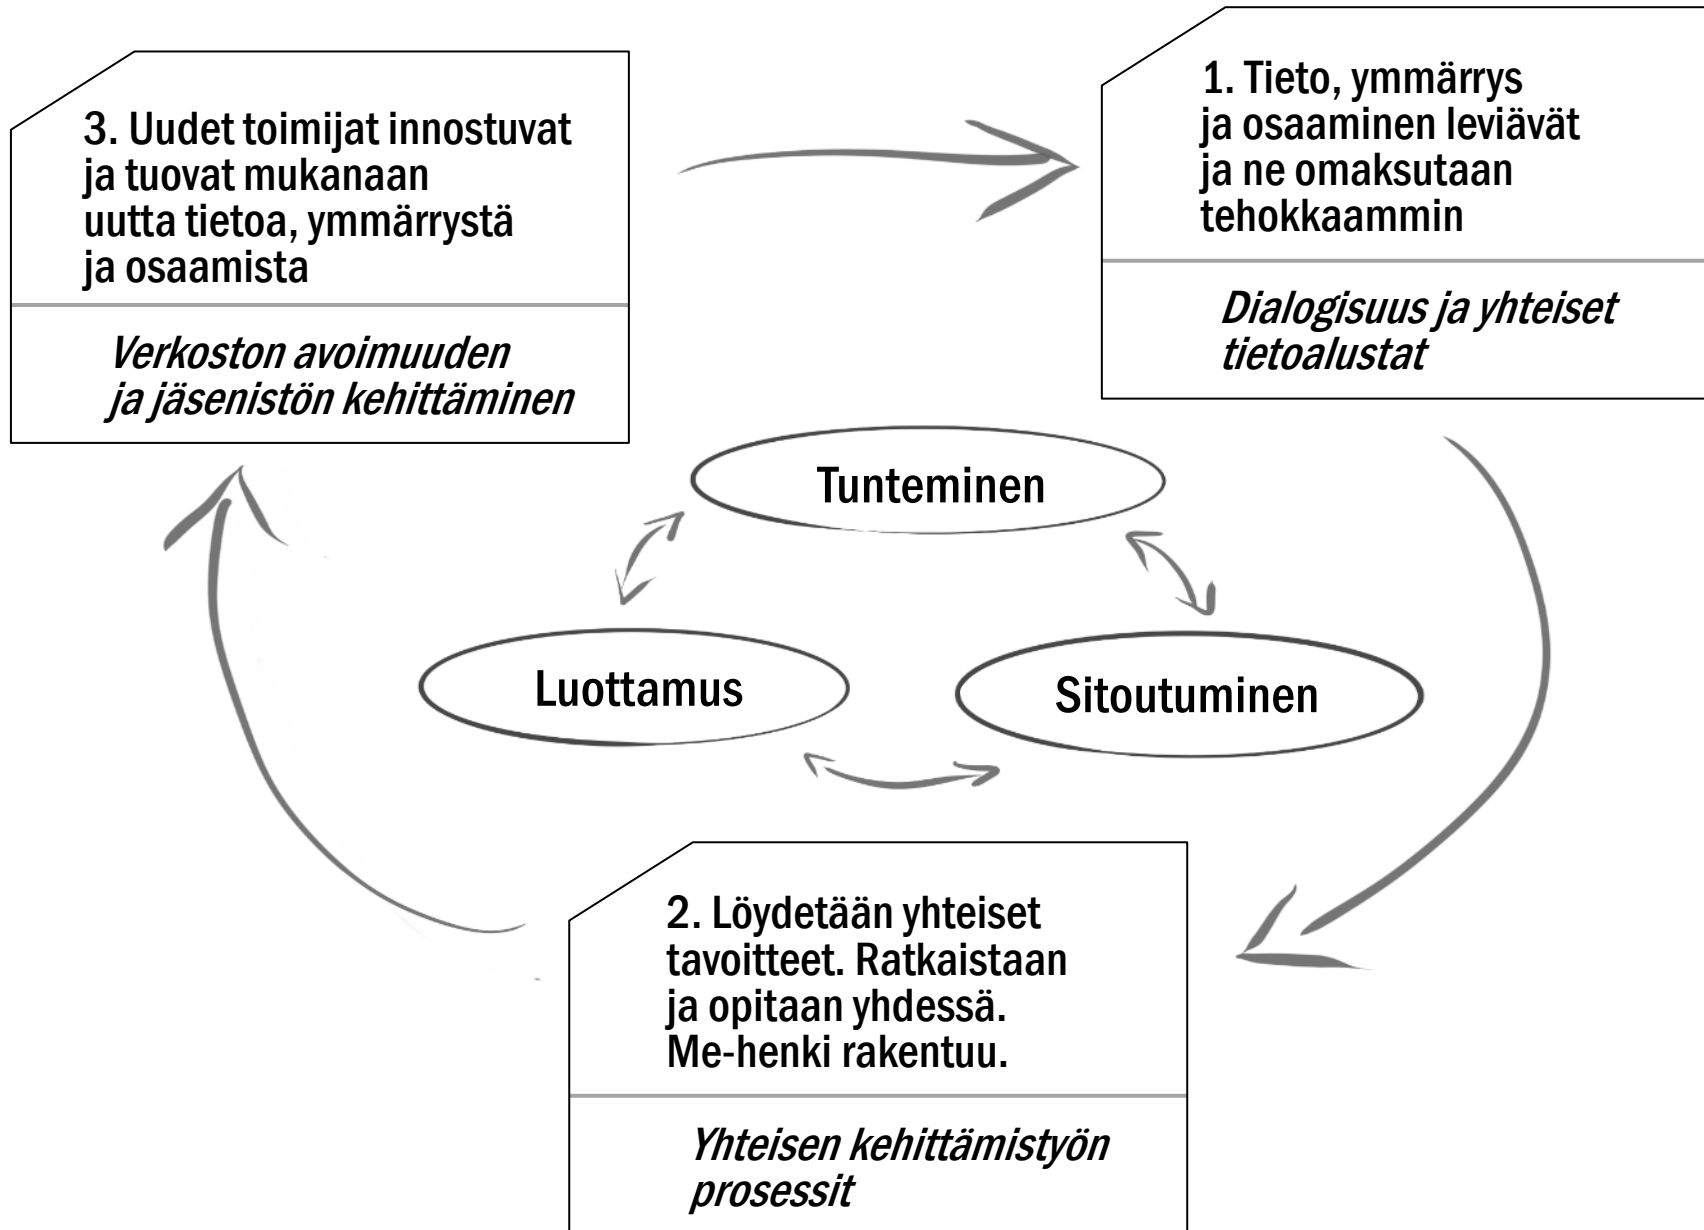 1. Tieto, ymmärrys
ja osaaminen leviävät
ja ne omaksutaan
tehokkaammin
Dialogisuus ja yhteiset
tietoalustat
2. Löydetään yhteiset
tavoitteet. Ratkaistaan
ja opitaan yhdessä.
Me-henki rakentuu.
Yhteisen kehittämistyön
prosessit
3. Uudet toimijat innostuvat
ja tuovat mukanaan
uutta tietoa, ymmärrystä
ja osaamista
Verkoston avoimuuden
ja jäsenistön kehittäminen
Tunteminen
Luottamus
Sitoutuminen